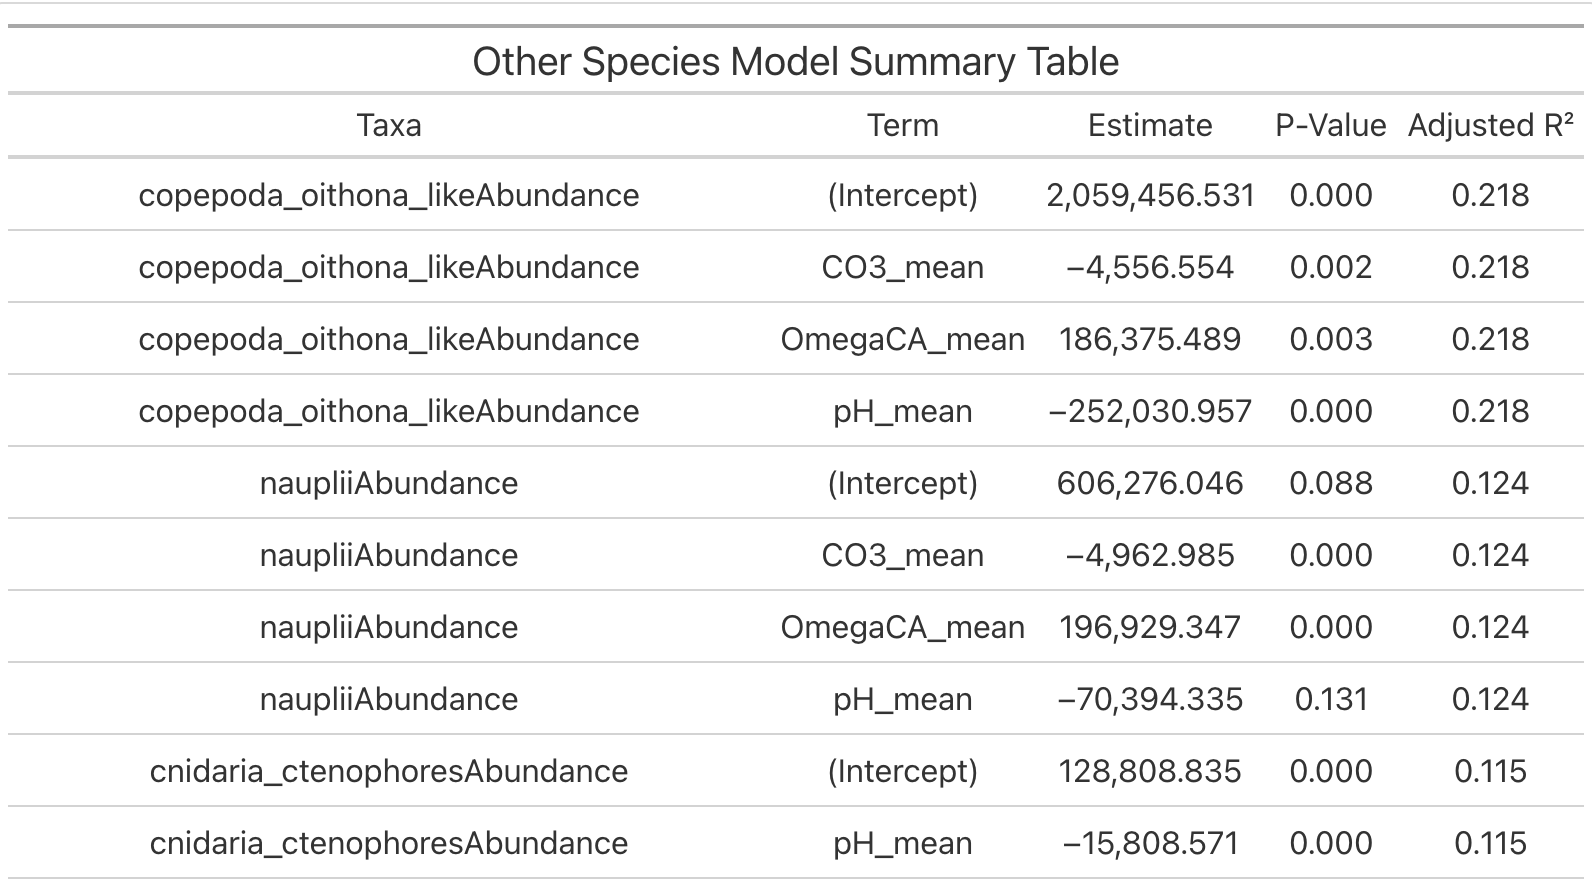 Other Species Model Summary Table
Taxa Term Estimate P-Value Adjusted R²
copepoda_oithona_likeAbundance (Intercept) 2,059,456.531 0.000 0.218
copepoda_oithona_likeAbundance CO3_mean −4,556.554 0.002 0.218
copepoda_oithona_likeAbundance OmegaCA_mean 186,375.489 0.003 0.218
copepoda_oithona_likeAbundance pH_mean −252,030.957 0.000 0.218
naupliiAbundance (Intercept) 606,276.046 0.088 0.124
naupliiAbundance CO3_mean −4,962.985 0.000 0.124
naupliiAbundance OmegaCA_mean 196,929.347 0.000 0.124
naupliiAbundance pH_mean −70,394.335 0.131 0.124
cnidaria_ctenophoresAbundance (Intercept) 128,808.835 0.000 0.115
cnidaria_ctenophoresAbundance pH_mean −15,808.571 0.000 0.115